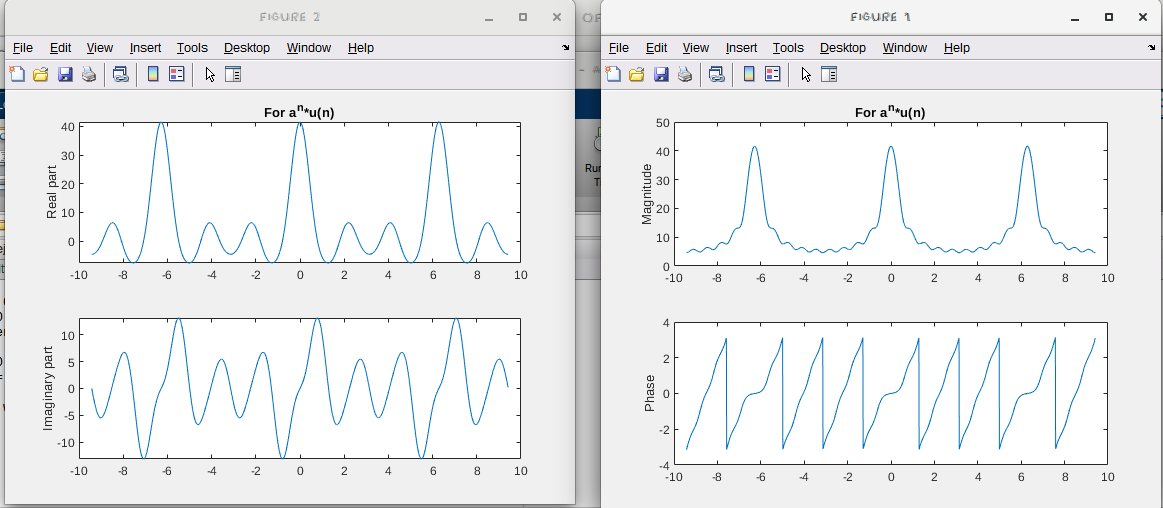 FIGURE 2
File Edit View Insert Tools Desktop Window Help
For aⁿ*u(n)
Real part
40
30
20
10
0
-10 -8 -6 -4 -2 0 2 4 6 8 10
Imaginary part
10
5
0
-5
-10
-10 -8 -6 -4 -2 0 2 4 6 8 10
OF
Run
T
FIGURE 1
File Edit View Insert Tools Desktop Window Help
For aⁿ*u(n)
Magnitude
50
40
30
20
10
0
-10 -8 -6 -4 -2 0 2 4 6 8 10
Phase
4
2
0
-2
-4
-10 -8 -6 -4 -2 0 2 4 6 8 10